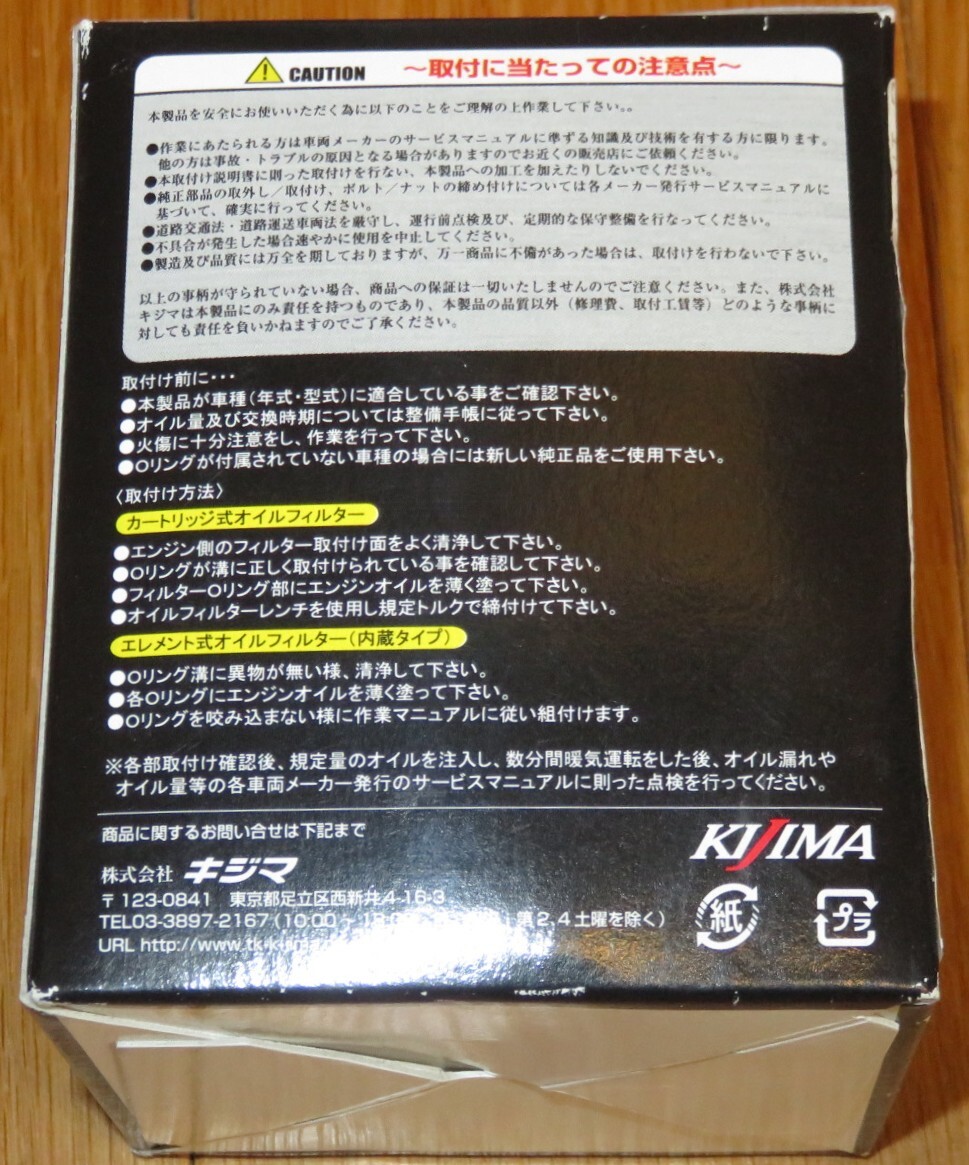 CAUTION ～取付に当たっての注意点～
本製品を安全にお使いいただく為に以下のことをご理解の上作業して下さい。。
●作業にあたられる方は車両メーカーのサービスマニュアルに準ずる知識及び技術を有する方に限ります。
他の方は事故・トラブルの原因となる場合がありますのでお近くの販売店にご依頼ください。
●本取付け説明書に則った取付けを行ない、本製品への加工を加えたりしないでください。
●純正部品の取外し／取付け、ボルト／ナットの締め付けについては各メーカー発行サービスマニュアルに
基づいて、確実に行ってください。
●道路交通法・道路運送車両法を厳守し、運行前点検及び、定期的な保守整備を行なってください。
●不具合が発生した場合速やかに使用を中止してください。
●製造及び品質には万全を期しておりますが、万一商品に不備があった場合は、取付けを行わないで下さい。
以上の事柄が守られていない場合、商品への保証は一切いたしませんのでご注意ください。また、株式会社
キジマは本製品にのみ責任を持つものであり、本製品の品質以外（修理費、取付工賃等）どのような事柄に
対しても責任を負いかねますのでご了承ください。
取付け前に・・・
●本製品が車種(年式・型式)に適合している事をご確認下さい。
●オイル量及び交換時期については整備手帳に従って下さい。
●火傷に十分注意をし、作業を行って下さい。
●Oリングが付属されていない車種の場合には新しい純正品をご使用下さい。
〈取付け方法〉
カートリッジ式オイルフィルター
●エンジン側のフィルター取付け面をよく清浄して下さい。
●Oリングが溝に正しく取付けられている事を確認して下さい。
●フィルターOリング部にエンジンオイルを薄く塗って下さい。
●オイルフィルターレンチを使用し規定トルクで締付けて下さい。
エレメント式オイルフィルター(内蔵タイプ)
●Oリング溝に異物が無い様、清浄して下さい。
●各Oリングにエンジンオイルを薄く塗って下さい。
●Oリングを咬み込まない様に作業マニュアルに従い組付けます。
※各部取付け確認後、規定量のオイルを注入し、数分間暖気運転をした後、オイル漏れや
オイル量等の各車両メーカー発行のサービスマニュアルに則った点検を行ってください。
商品に関するお問い合せは下記まで
KIJIMA
株式会社 キジマ
〒123-0841 東京都足立区西新井4-16-3
TEL03-3897-2167 (10:00～ 第2,4土曜を除く)
URL http://www.tk-k
紙
プラ